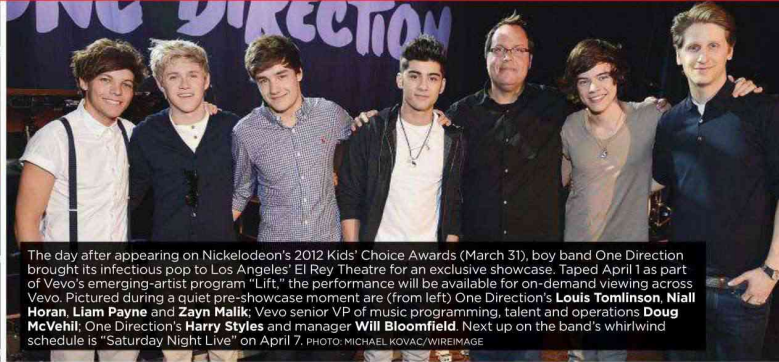 ONE DIRECTION
The day after appearing on Nickelodeon's 2012 Kids' Choice Awards (March 31), boy band One Direction
brought its infectious pop to Los Angeles' El Rey Theatre for an exclusive showcase. Taped April 1 as part
of Vevo's emerging-artist program "Lift," the performance will be available for on-demand viewing across
Vevo. Pictured during a quiet pre-showcase moment are (from left) One Direction's Louis Tomlinson, Niall
Horan, Liam Payne and Zayn Malik; Vevo senior VP of music programming, talent and operations Doug
McVehil; One Direction's Harry Styles and manager Will Bloomfield. Next up on the band's whirlwind
schedule is "Saturday Night Live" on April 7. PHOTO: MICHAEL KOVAC/WIREIMAGE